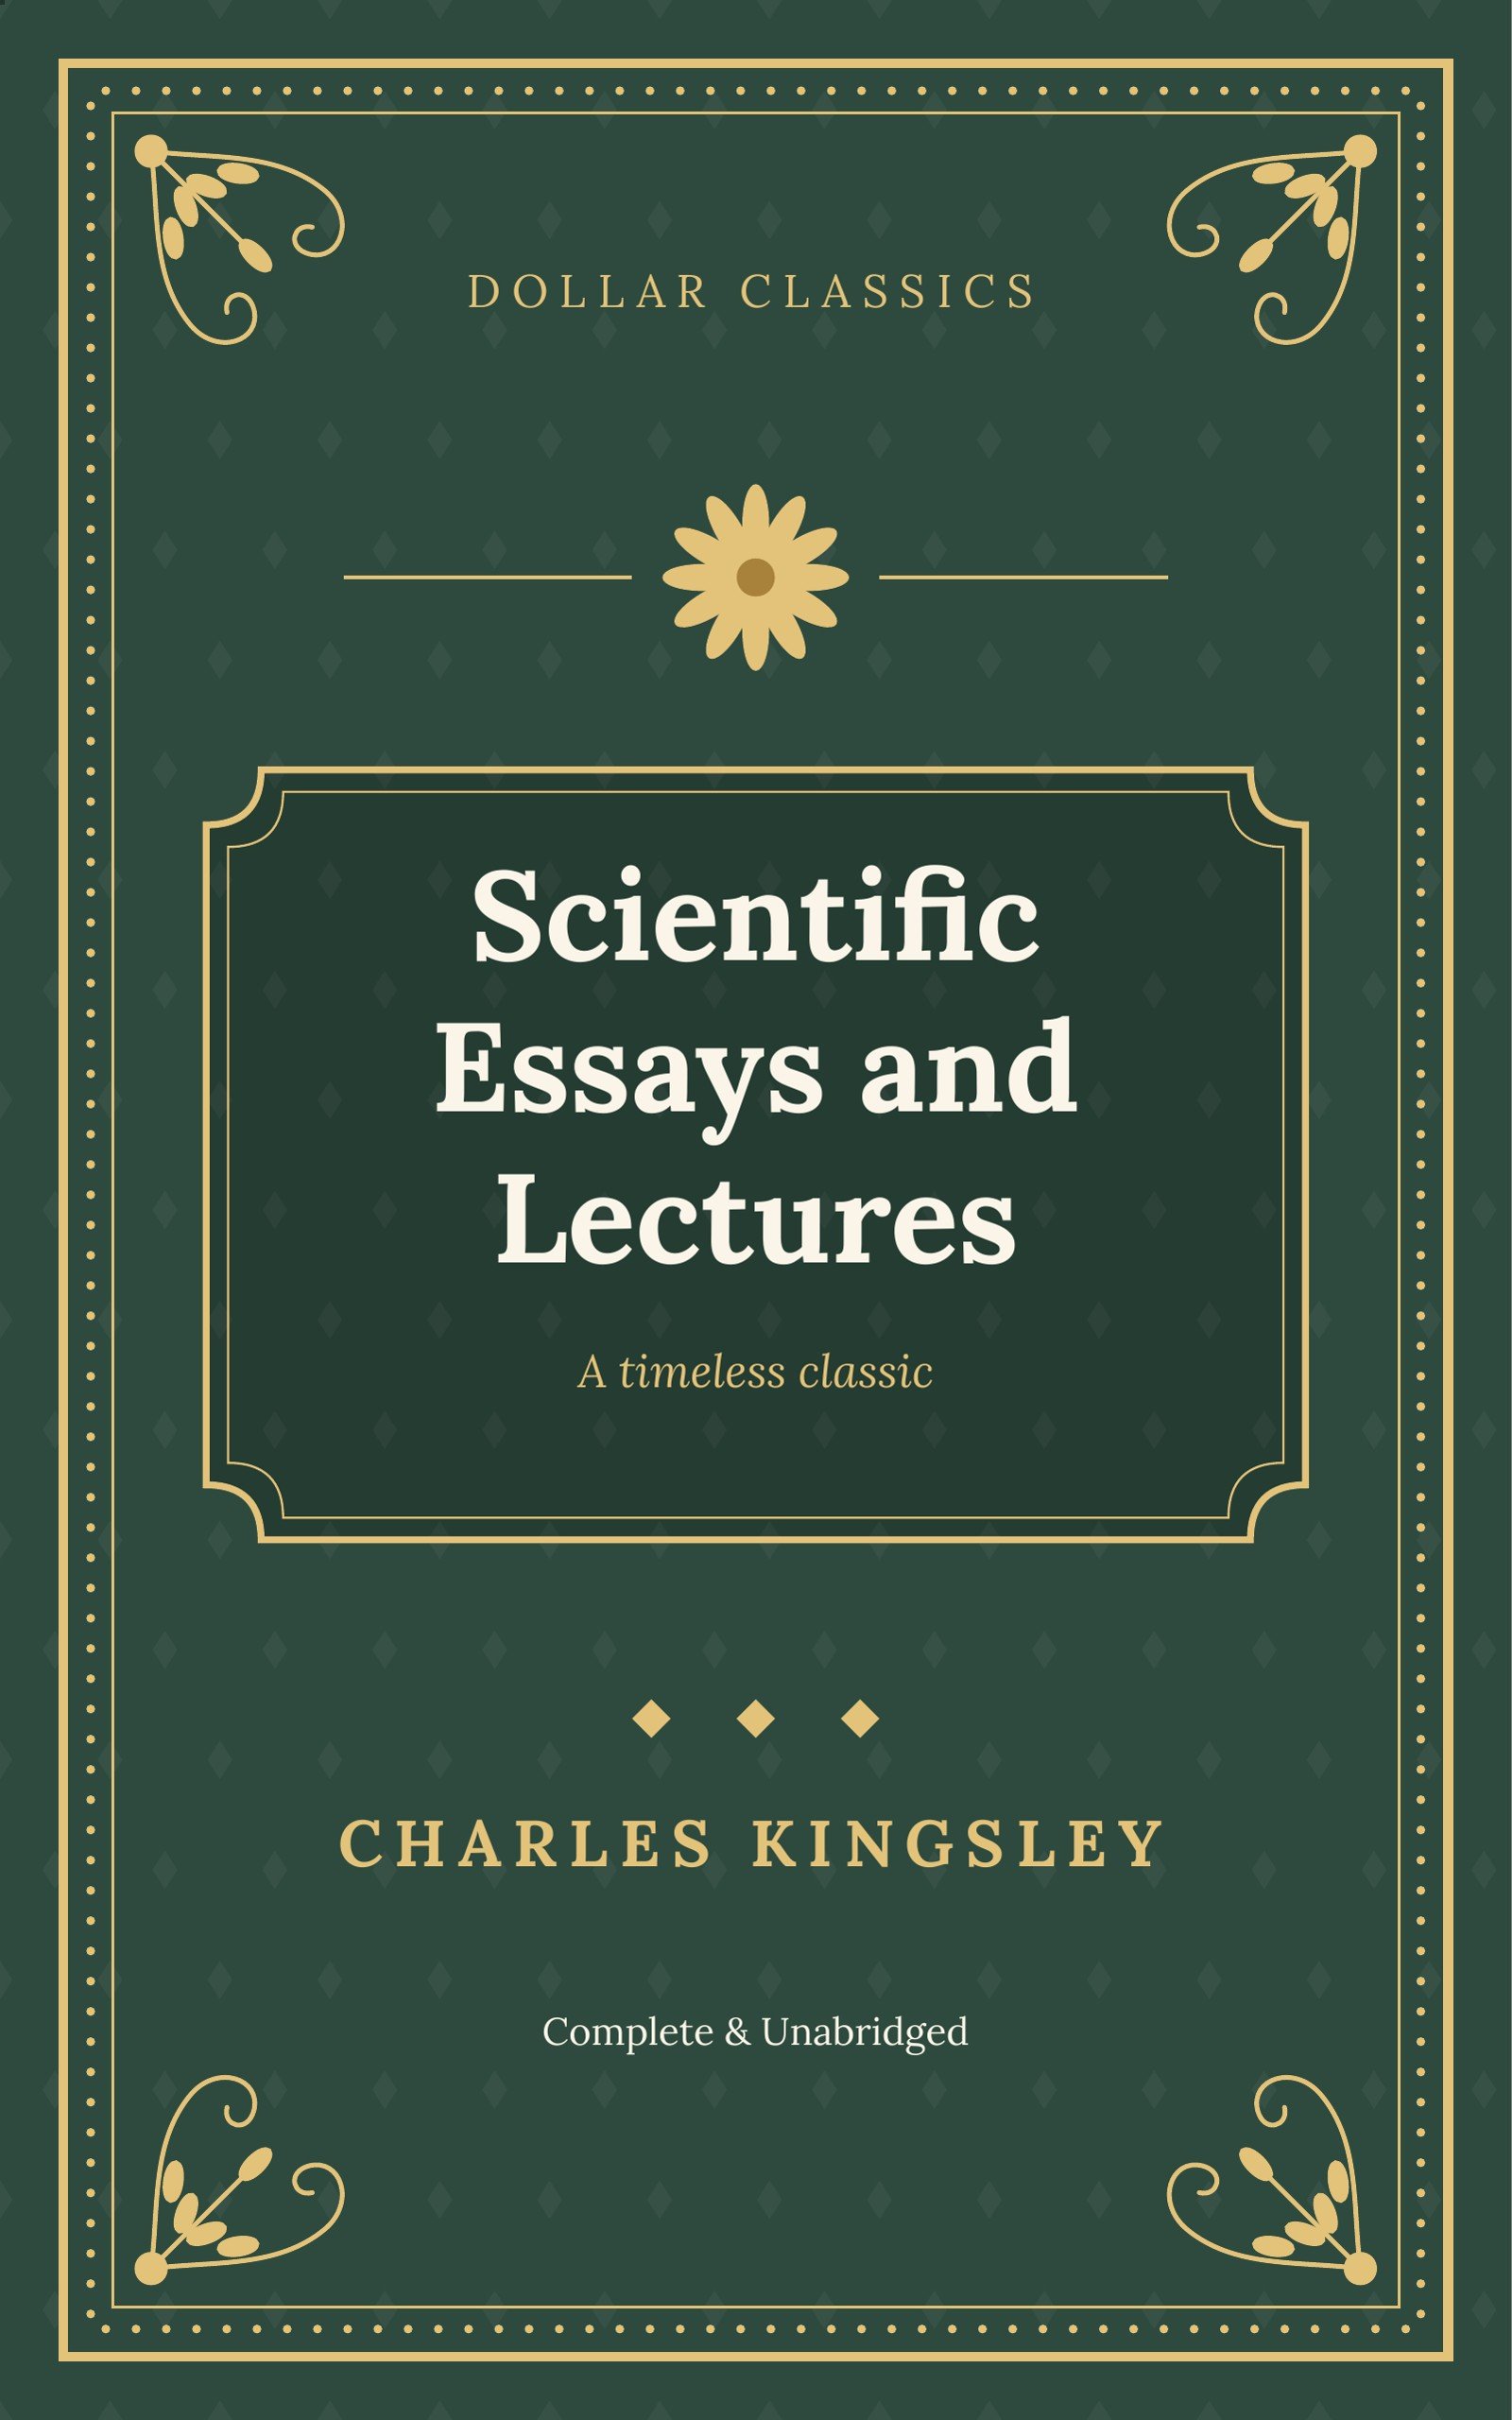 DOLLAR CLASSICS
Scientific
Essays and
Lectures
A timeless classic
CHARLES KINGSLEY
Complete & Unabridged